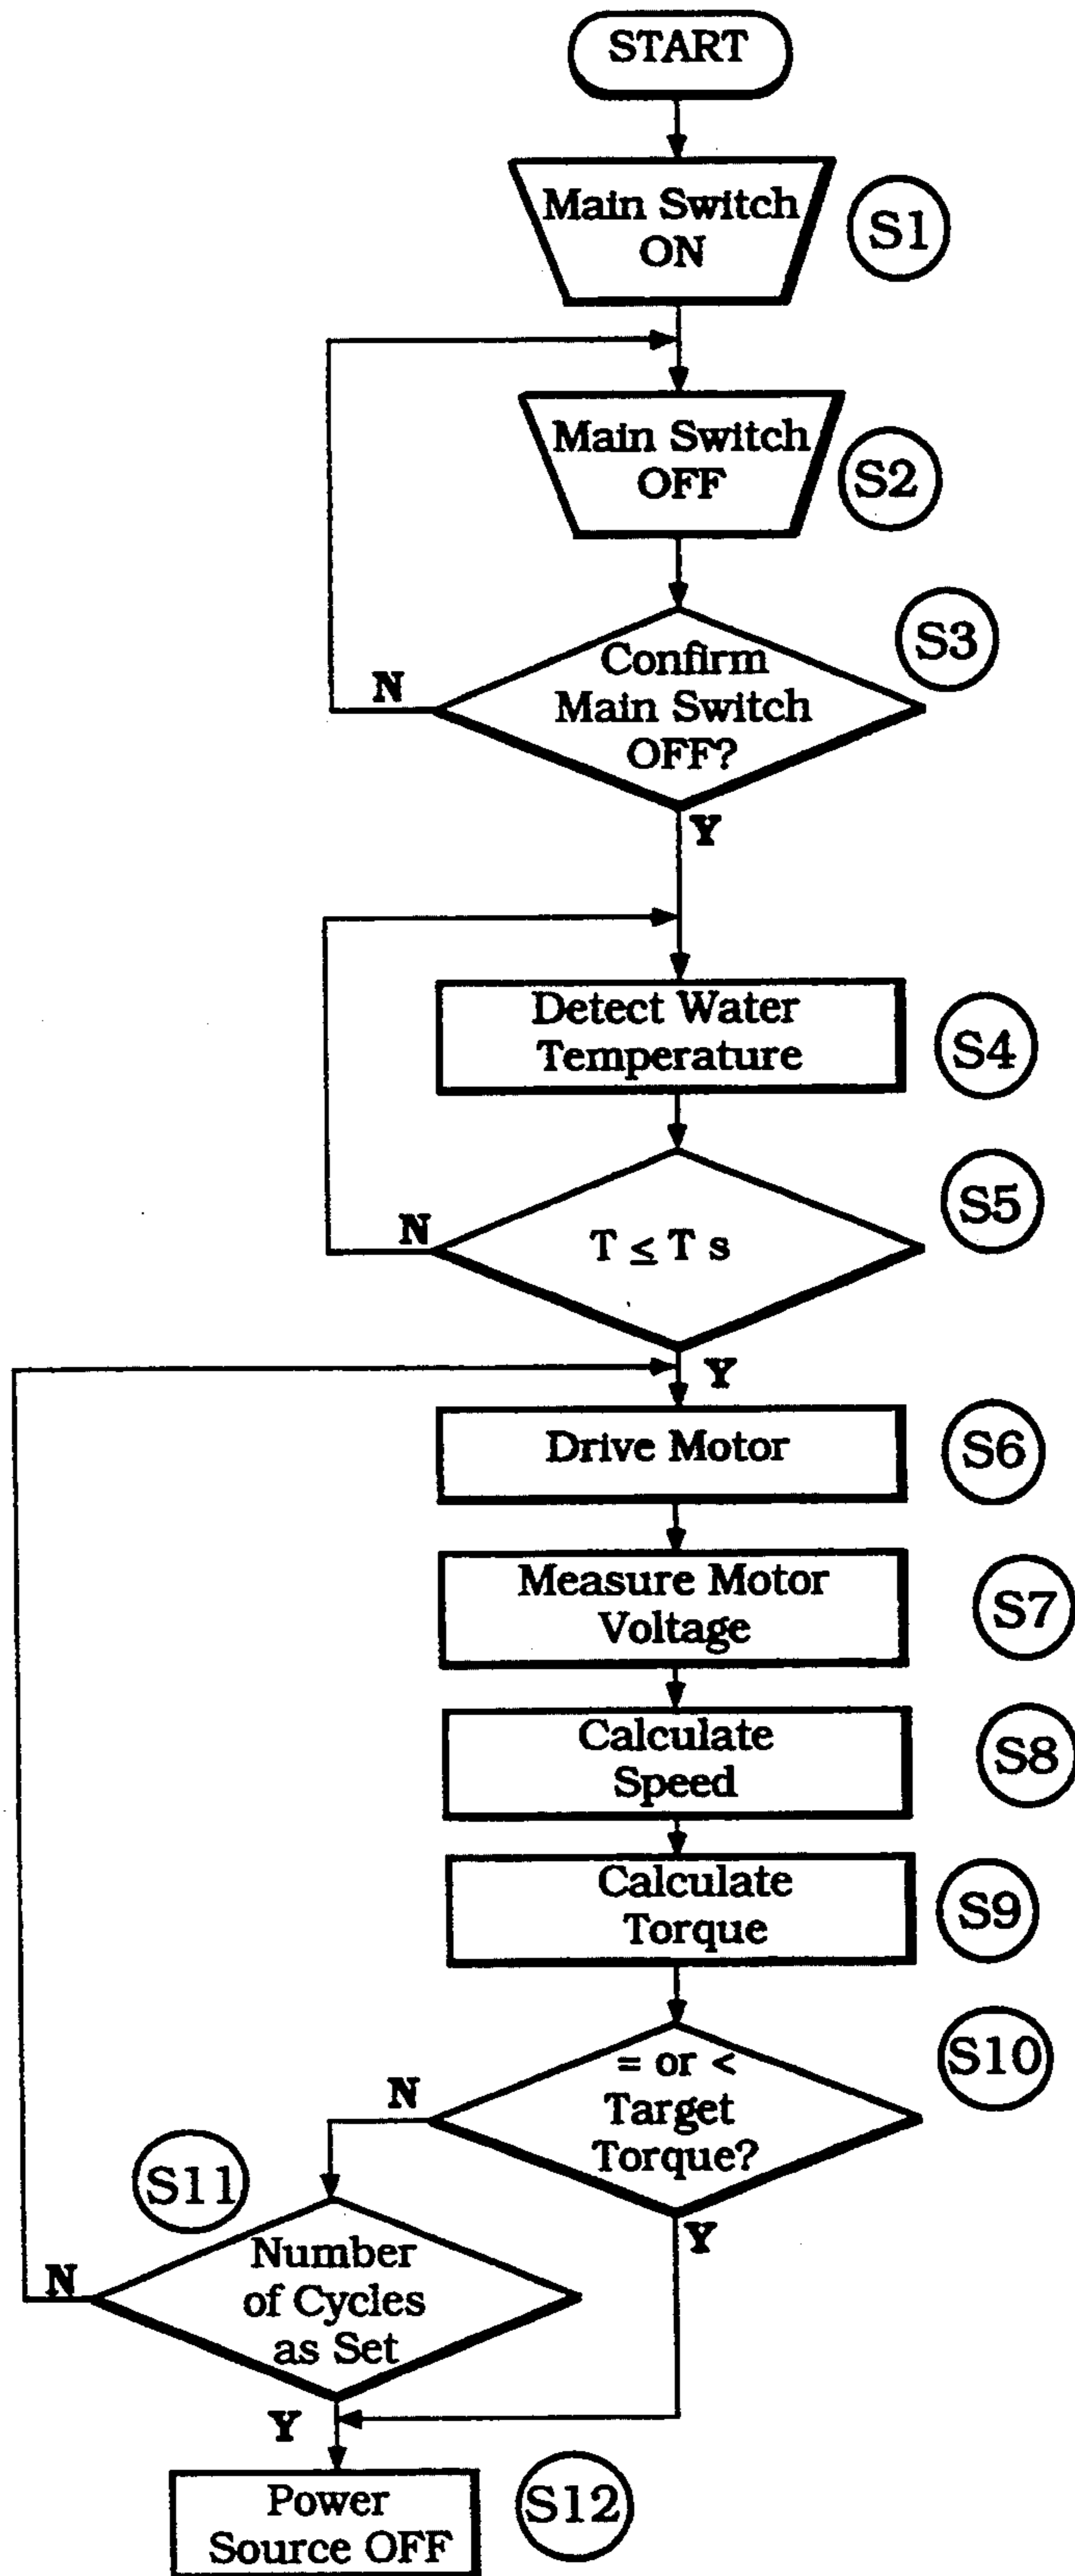 START
Main Switch
ON
S1
Main Switch
OFF
S2
Confirm
Main Switch
OFF?
S3
N
Y
Detect Water
Temperature
S4
T ≤ T s
S5
N
Y
Drive Motor
S6
Measure Motor
Voltage
S7
Calculate
Speed
S8
Calculate
Torque
S9
= or <
Target
Torque?
S10
N
Y
S11
Number
of Cycles
as Set
N
Y
Power
Source OFF
S12